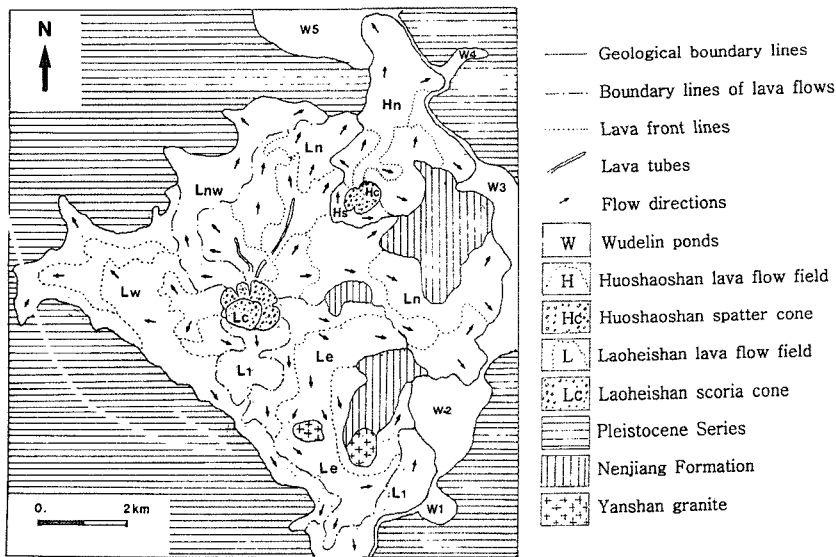 N
W5
W4
Hn
Ln
Lnw
W3
Hc
Hs
Lw
Ln
Lc
Le
L1
W-2
Le
L1
W1
0. 2km
Geological boundary lines
Boundary lines of lava flows
Lava front lines
Lava tubes
Flow directions
W Wudelin ponds
H Huoshaoshan lava flow field
Hc Huoshaoshan spatter cone
L Laoheishan lava flow field
Lc Laoheishan scoria cone
Pleistocene Series
Nenjiang Formation
Yanshan granite